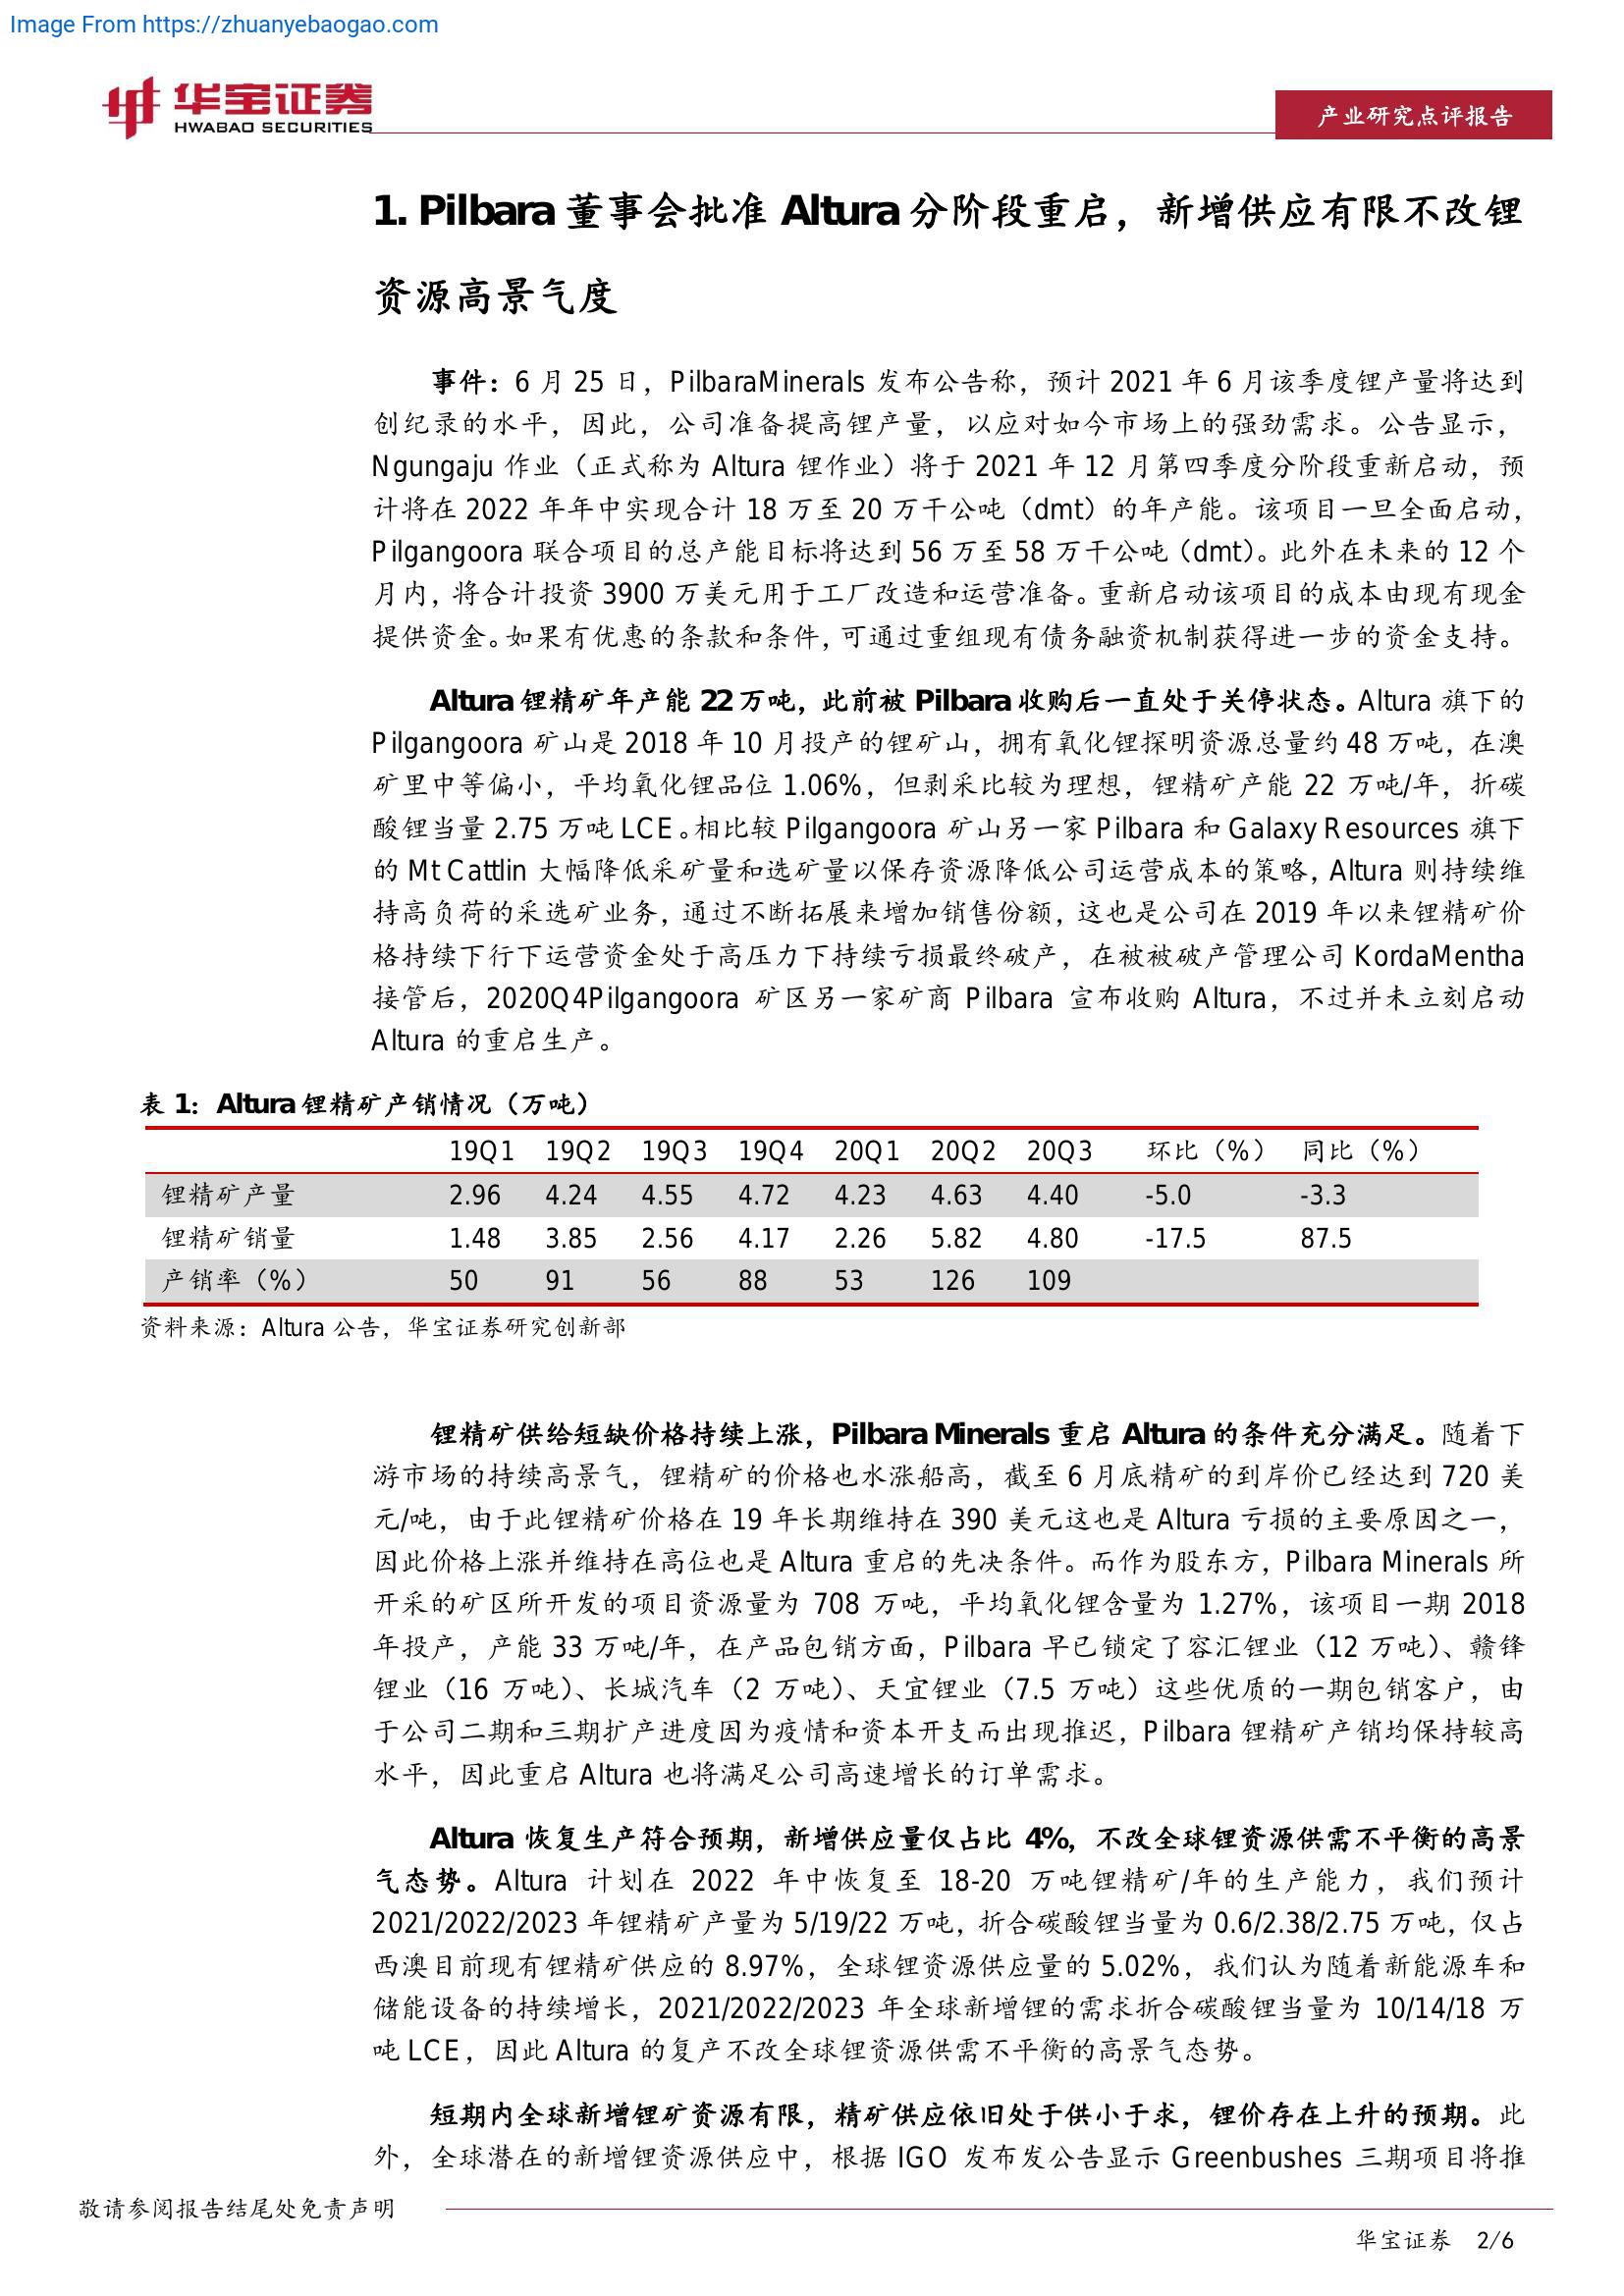 Image From https://zhuanyebaogao.com
华宝证券
HWABAO SECURITIES
产业研究点评报告
1. Pilbara 董事会批准 Altura 分阶段重启，新增供应有限不改锂
资源高景气度
事件：6 月 25 日，PilbaraMinerals 发布公告称，预计 2021 年 6 月该季度锂产量将达到
创纪录的水平，因此，公司准备提高锂产量，以应对如今市场上的强劲需求。公告显示，
Ngungaju 作业（正式称为 Altura 锂作业）将于 2021 年 12 月第四季度分阶段重新启动，预
计将在 2022 年年中实现合计 18 万至 20 万干公吨（dmt）的年产能。该项目一旦全面启动，
Pilgangoora 联合项目的总产能目标将达到 56 万至 58 万干公吨（dmt）。此外在未来的 12 个
月内，将合计投资 3900 万美元用于工厂改造和运营准备。重新启动该项目的成本由现有现金
提供资金。如果有优惠的条款和条件，可通过重组现有债务融资机制获得进一步的资金支持。
Altura 锂精矿年产能 22 万吨，此前被 Pilbara 收购后一直处于关停状态。Altura 旗下的
Pilgangoora 矿山是 2018 年 10 月投产的锂矿山，拥有氧化锂探明资源总量约 48 万吨，在澳
矿里中等偏小，平均氧化锂品位 1.06%，但剥采比较为理想，锂精矿产能 22 万吨/年，折碳
酸锂当量 2.75 万吨 LCE。相比较 Pilgangoora 矿山另一家 Pilbara 和 Galaxy Resources 旗下
的 Mt Cattlin 大幅降低采矿量和选矿量以保存资源降低公司运营成本的策略，Altura 则持续维
持高负荷的采选矿业务，通过不断拓展来增加销售份额，这也是公司在 2019 年以来锂精矿价
格持续下行下运营资金处于高压力下持续亏损最终破产，在被被破产管理公司 KordaMentha
接管后，2020Q4Pilgangoora 矿区另一家矿商 Pilbara 宣布收购 Altura，不过并未立刻启动
Altura 的重启生产。
表 1：Altura 锂精矿产销情况（万吨）
19Q1 19Q2 19Q3 19Q4 20Q1 20Q2 20Q3 环比（%） 同比（%）
锂精矿产量 2.96 4.24 4.55 4.72 4.23 4.63 4.40 -5.0 -3.3
锂精矿销量 1.48 3.85 2.56 4.17 2.26 5.82 4.80 -17.5 87.5
产销率（%） 50 91 56 88 53 126 109
资料来源：Altura 公告，华宝证券研究创新部
锂精矿供给短缺价格持续上涨，Pilbara Minerals 重启 Altura 的条件充分满足。随着下
游市场的持续高景气，锂精矿的价格也水涨船高，截至 6 月底精矿的到岸价已经达到 720 美
元/吨，由于此锂精矿价格在 19 年长期维持在 390 美元这也是 Altura 亏损的主要原因之一，
因此价格上涨并维持在高位也是 Altura 重启的先决条件。而作为股东方，Pilbara Minerals 所
开采的矿区所开发的项目资源量为 708 万吨，平均氧化锂含量为 1.27%，该项目一期 2018
年投产，产能 33 万吨/年，在产品包销方面，Pilbara 早已锁定了容汇锂业（12 万吨）、赣锋
锂业（16 万吨）、长城汽车（2 万吨）、天宜锂业（7.5 万吨）这些优质的一期包销客户，由
于公司二期和三期扩产进度因为疫情和资本开支而出现推迟，Pilbara 锂精矿产销均保持较高
水平，因此重启 Altura 也将满足公司高速增长的订单需求。
Altura 恢复生产符合预期，新增供应量仅占比 4%，不改全球锂资源供需不平衡的高景
气态势。Altura 计划在 2022 年中恢复至 18-20 万吨锂精矿/年的生产能力，我们预计
2021/2022/2023 年锂精矿产量为 5/19/22 万吨，折合碳酸锂当量为 0.6/2.38/2.75 万吨，仅占
西澳目前现有锂精矿供应的 8.97%，全球锂资源供应量的 5.02%，我们认为随着新能源车和
储能设备的持续增长，2021/2022/2023 年全球新增锂的需求折合碳酸锂当量为 10/14/18 万
吨 LCE，因此 Altura 的复产不改全球锂资源供需不平衡的高景气态势。
短期内全球新增锂矿资源有限，精矿供应依旧处于供小于求，锂价存在上升的预期。此
外，全球潜在的新增锂资源供应中，根据 IGO 发布发公告显示 Greenbushes 三期项目将推
敬请参阅报告结尾处免责声明
华宝证券 2/6